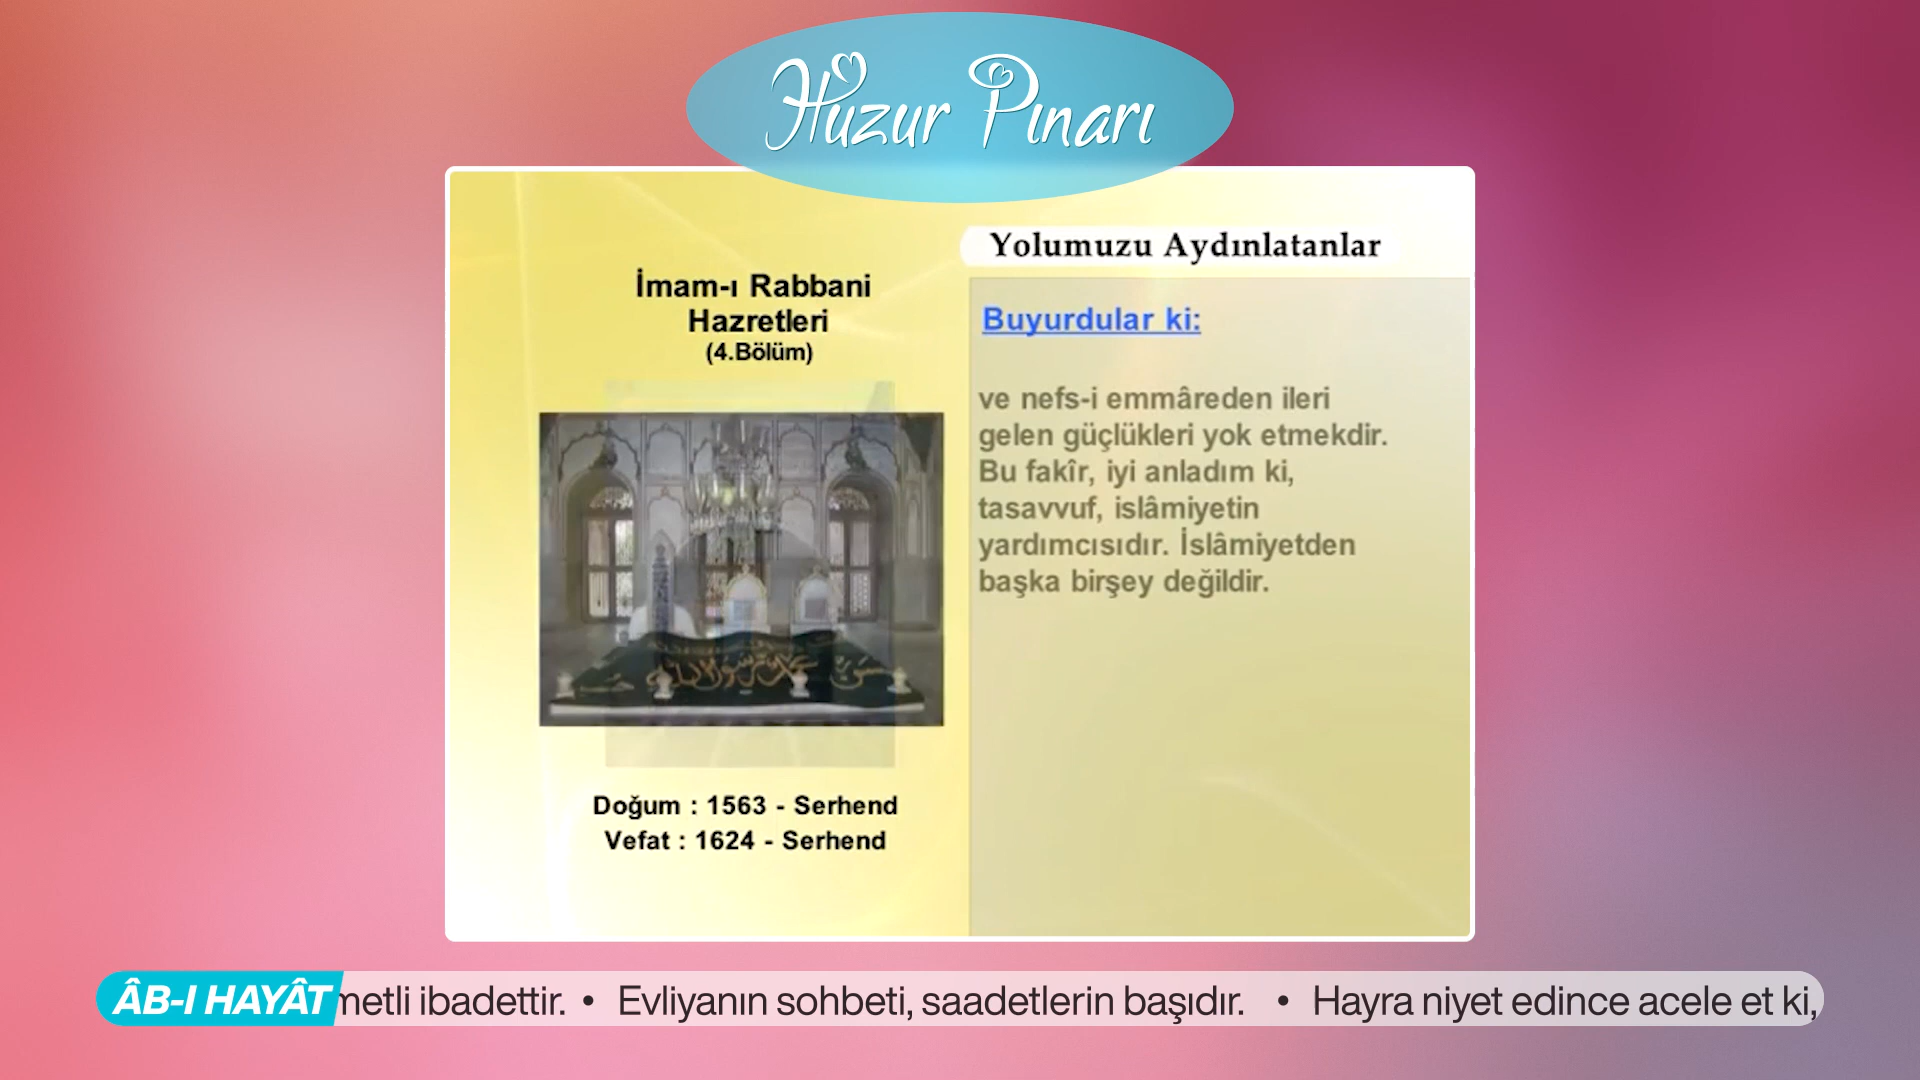 Huzur Pınarı
Yolumuzu Aydınlatanlar
İmam-ı Rabbani
Hazretleri
(4.Bölüm)
Doğum : 1563 - Serhend
Vefat : 1624 - Serhend
Buyurdular ki:
ve nefs-i emmâreden ileri
gelen güçlükleri yok etmekdir.
Bu fakîr, iyi anladım ki,
tasavvuf, islâmiyetin
yardımcısıdır. İslâmiyetden
başka birşey değildir.
ÂB-I HAYÂT
metli ibadettir. • Evliyanın sohbeti, saadetlerin başıdır. • Hayra niyet edince acele et ki,